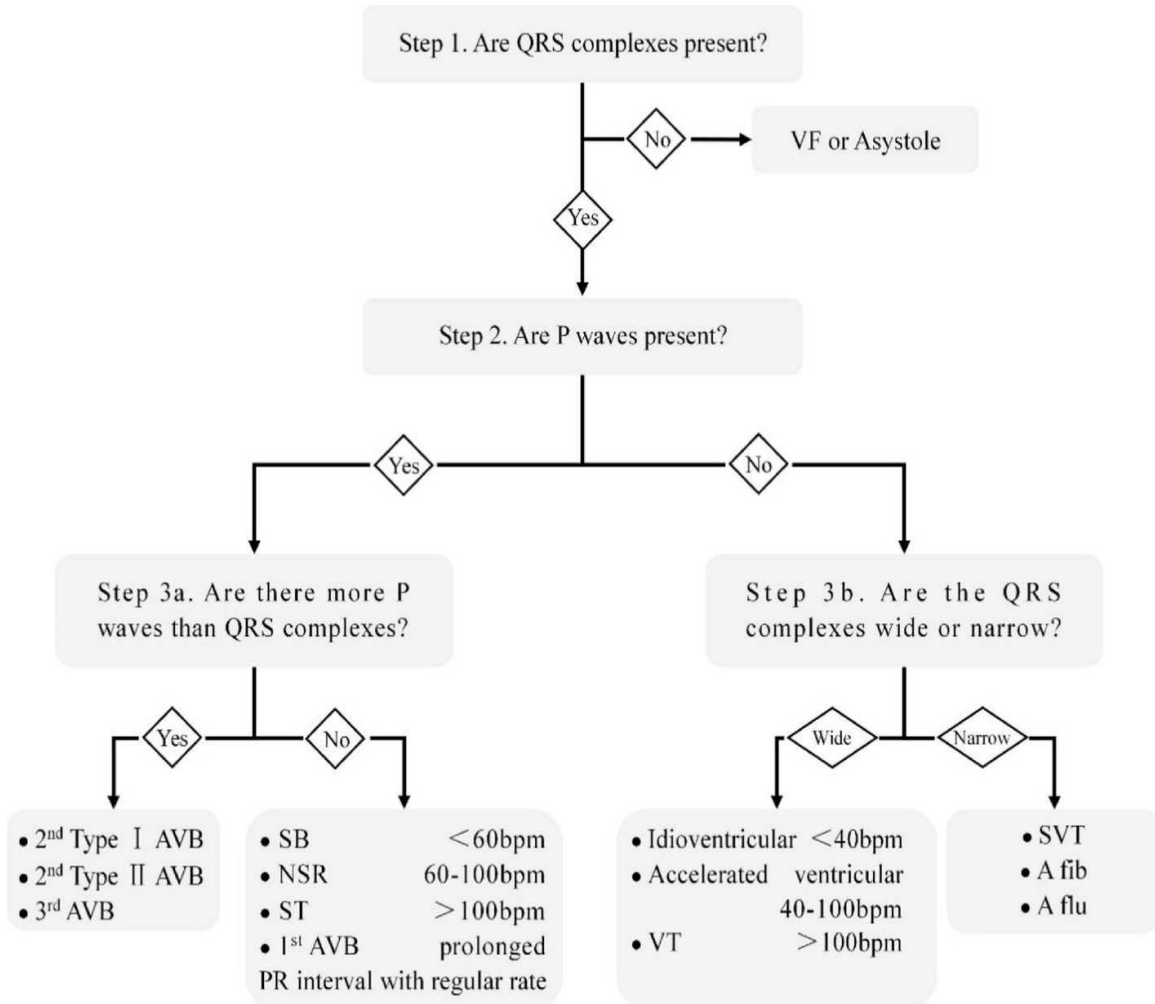 Step 1. Are QRS complexes present?
No
VF or Asystole
Yes
Step 2. Are P waves present?
Yes
No
Step 3a. Are there more P
waves than QRS complexes?
Step 3b. Are the QRS
complexes wide or narrow?
Yes
No
Wide
Narrow
• 2nd Type Ⅰ AVB
• 2nd Type Ⅱ AVB
• 3rd AVB
• SB <60bpm
• NSR 60-100bpm
• ST >100bpm
• 1st AVB prolonged
PR interval with regular rate
• Idioventricular <40bpm
• Accelerated ventricular
40-100bpm
• VT >100bpm
• SVT
• A fib
• A flu